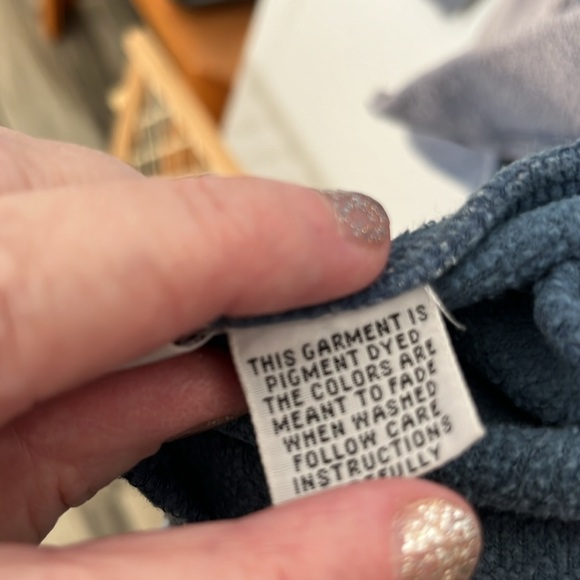 THIS GARMENT IS
PIGMENT DYED
THE COLORS ARE
MEANT TO FADE
WHEN WASHED
FOLLOW CARE
INSTRUCTIONS